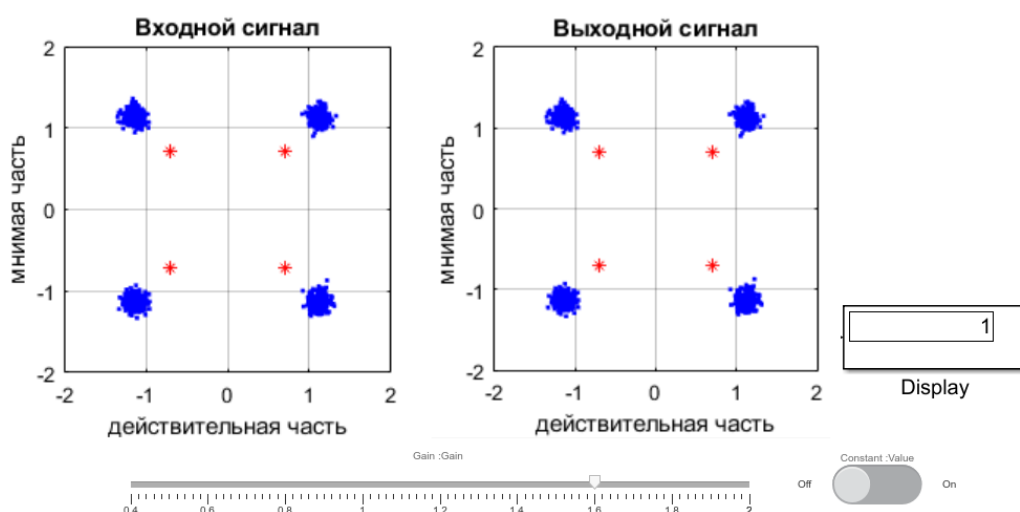 Входной сигнал
2
1
0
-1
-2
-2 -1 0 1 2
мнимая часть
действительная часть
Выходной сигнал
2
1
0
-1
-2
-2 -1 0 1 2
мнимая часть
действительная часть
1
Display
Gain :Gain
0.4 0.6 0.8 1 1.2 1.4 1.6 1.8 2
Constant :Value
Off On